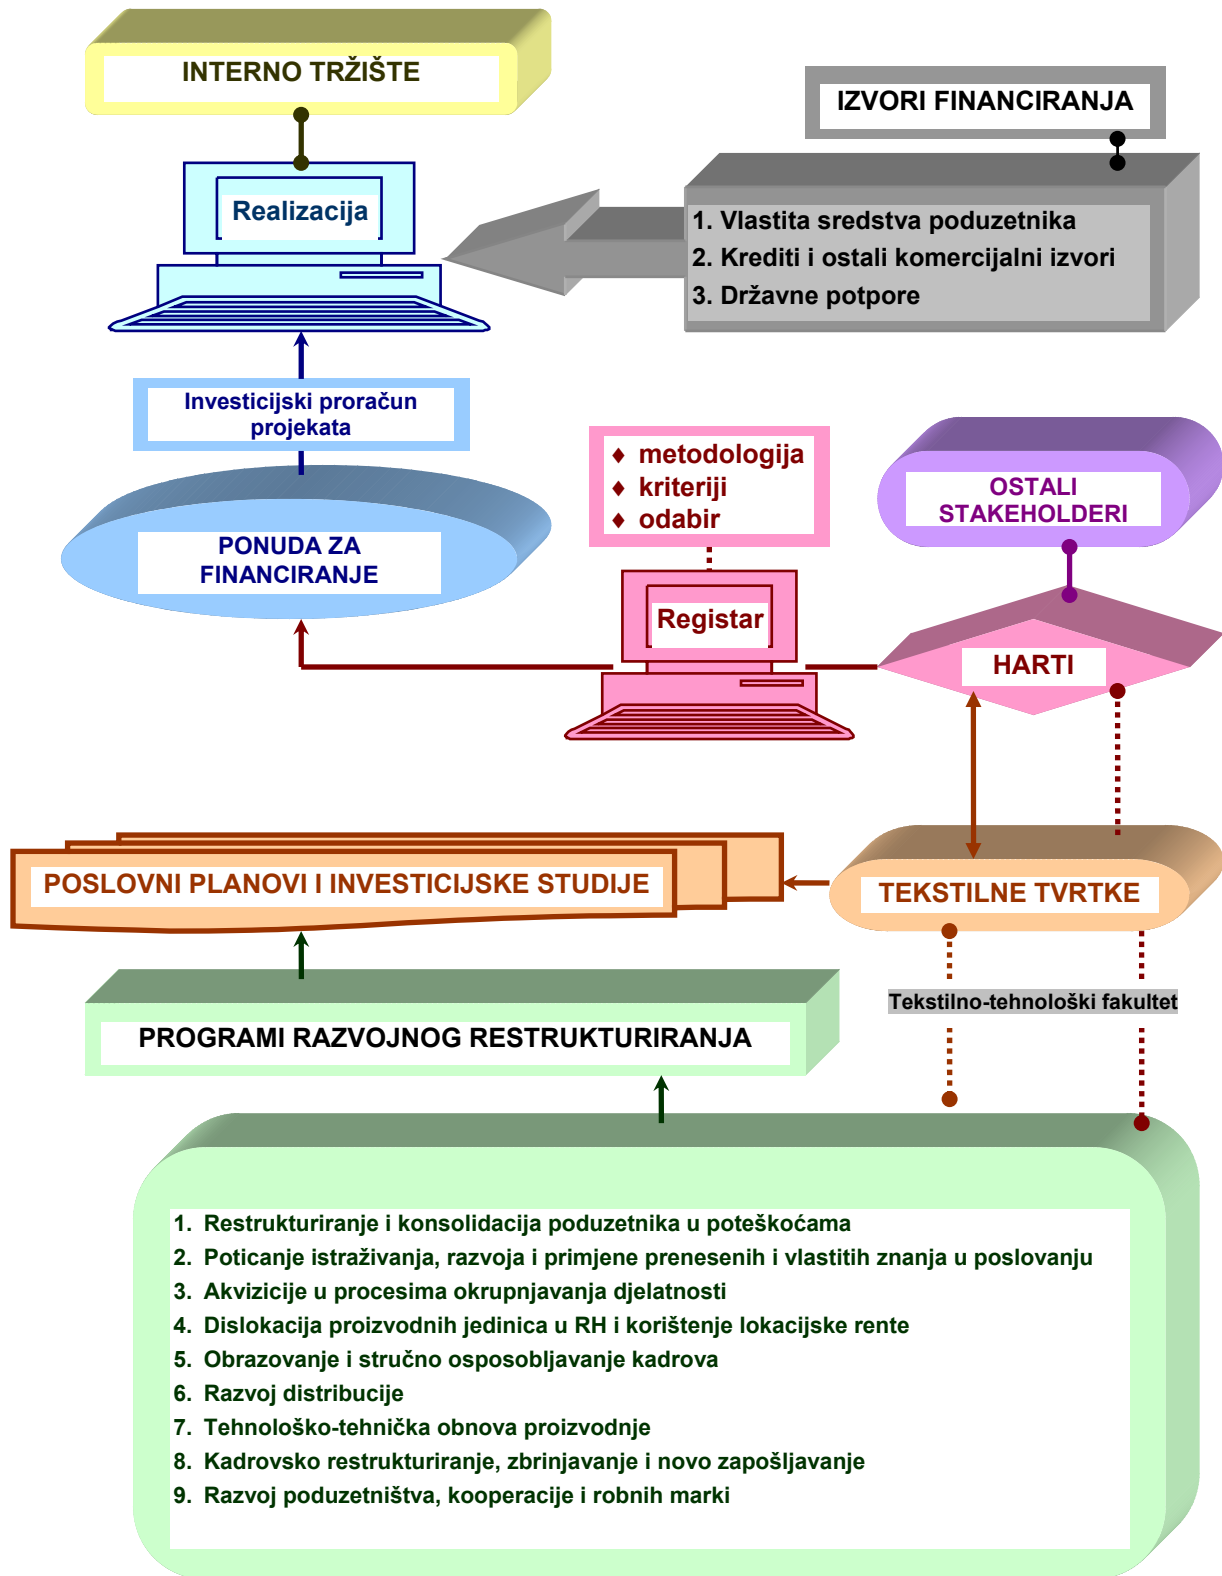 INTERNO TRŽIŠTE
IZVORI FINANCIRANJA
Realizacija
1. Vlastita sredstva poduzetnika
2. Krediti i ostali komercijalni izvori
3. Državne potpore
Investicijski proračun
projekata
♦ metodologija
♦ kriteriji
♦ odabir
OSTALI
STAKEHOLDERI
PONUDA ZA
FINANCIRANJE
Registar
HARTI
POSLOVNI PLANOVI I INVESTICIJSKE STUDIJE
TEKSTILNE TVRTKE
Tekstilno-tehnološki fakultet
PROGRAMI RAZVOJNOG RESTRUKTURIRANJA
1. Restrukturiranje i konsolidacija poduzetnika u poteškoćama
2. Poticanje istraživanja, razvoja i primjene prenesenih i vlastitih znanja u poslovanju
3. Akvizicije u procesima okrupnjavanja djelatnosti
4. Dislokacija proizvodnih jedinica u RH i korištenje lokacijske rente
5. Obrazovanje i stručno osposobljavanje kadrova
6. Razvoj distribucije
7. Tehnološko-tehnička obnova proizvodnje
8. Kadrovsko restrukturiranje, zbrinjavanje i novo zapošljavanje
9. Razvoj poduzetništva, kooperacije i robnih marki